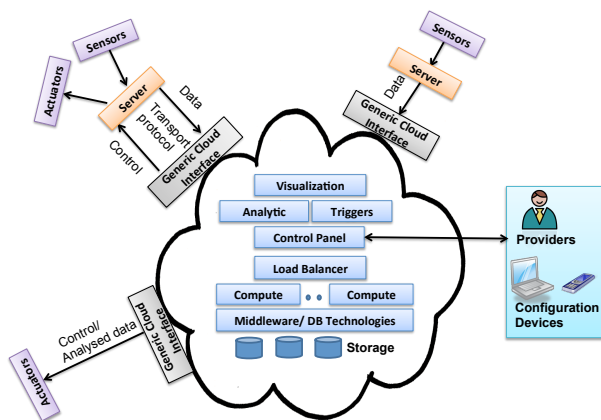 Sensors
Actuators
Server
Data
Transport
protocol
Control
Generic Cloud
Interface
Sensors
Server
Data
Generic Cloud
Interface
Visualization
Analytic
Triggers
Control Panel
Load Balancer
Compute
Compute
Middleware/ DB Technologies
Storage
Providers
Configuration
Devices
Generic Cloud
Interface
Control/
Analysed data
Actuators